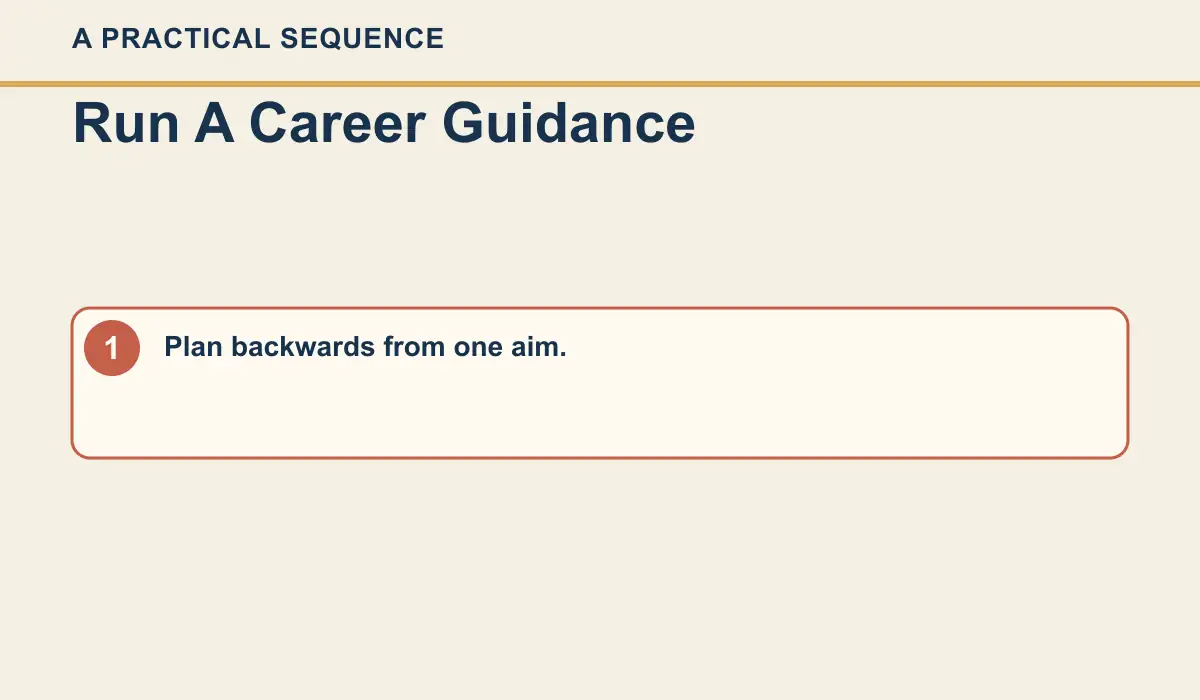 A PRACTICAL SEQUENCE
Run A Career Guidance
1 Plan backwards from one aim.